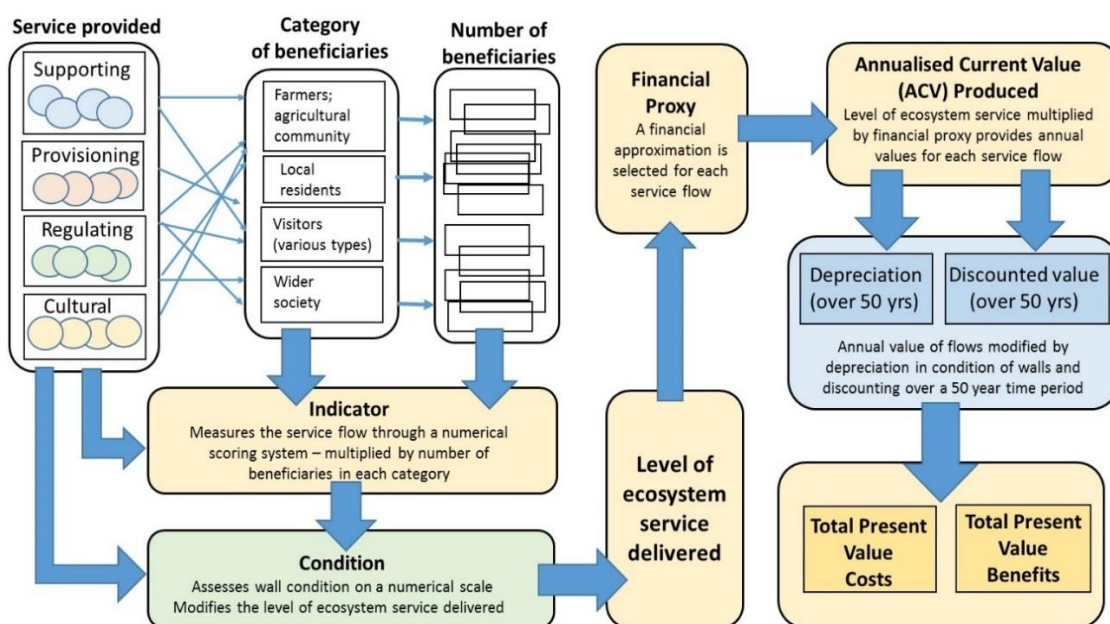 Service provided
Supporting
Provisioning
Regulating
Cultural
Category
of beneficiaries
Farmers;
agricultural
community
Local
residents
Visitors
(various types)
Wider
society
Number of
beneficiaries
Indicator
Measures the service flow through a numerical
scoring system – multiplied by number of
beneficiaries in each category
Condition
Assesses wall condition on a numerical scale
Modifies the level of ecosystem service delivered
Level of
ecosystem
service
delivered
Financial
Proxy
A financial
approximation is
selected for each
service flow
Annualised Current Value
(ACV) Produced
Level of ecosystem service multiplied
by financial proxy provides annual
values for each service flow
Depreciation
(over 50 yrs)
Discounted value
(over 50 yrs)
Annual value of flows modified by
depreciation in condition of walls and
discounting over a 50 year time period
Total Present
Value
Costs
Total Present
Value
Benefits